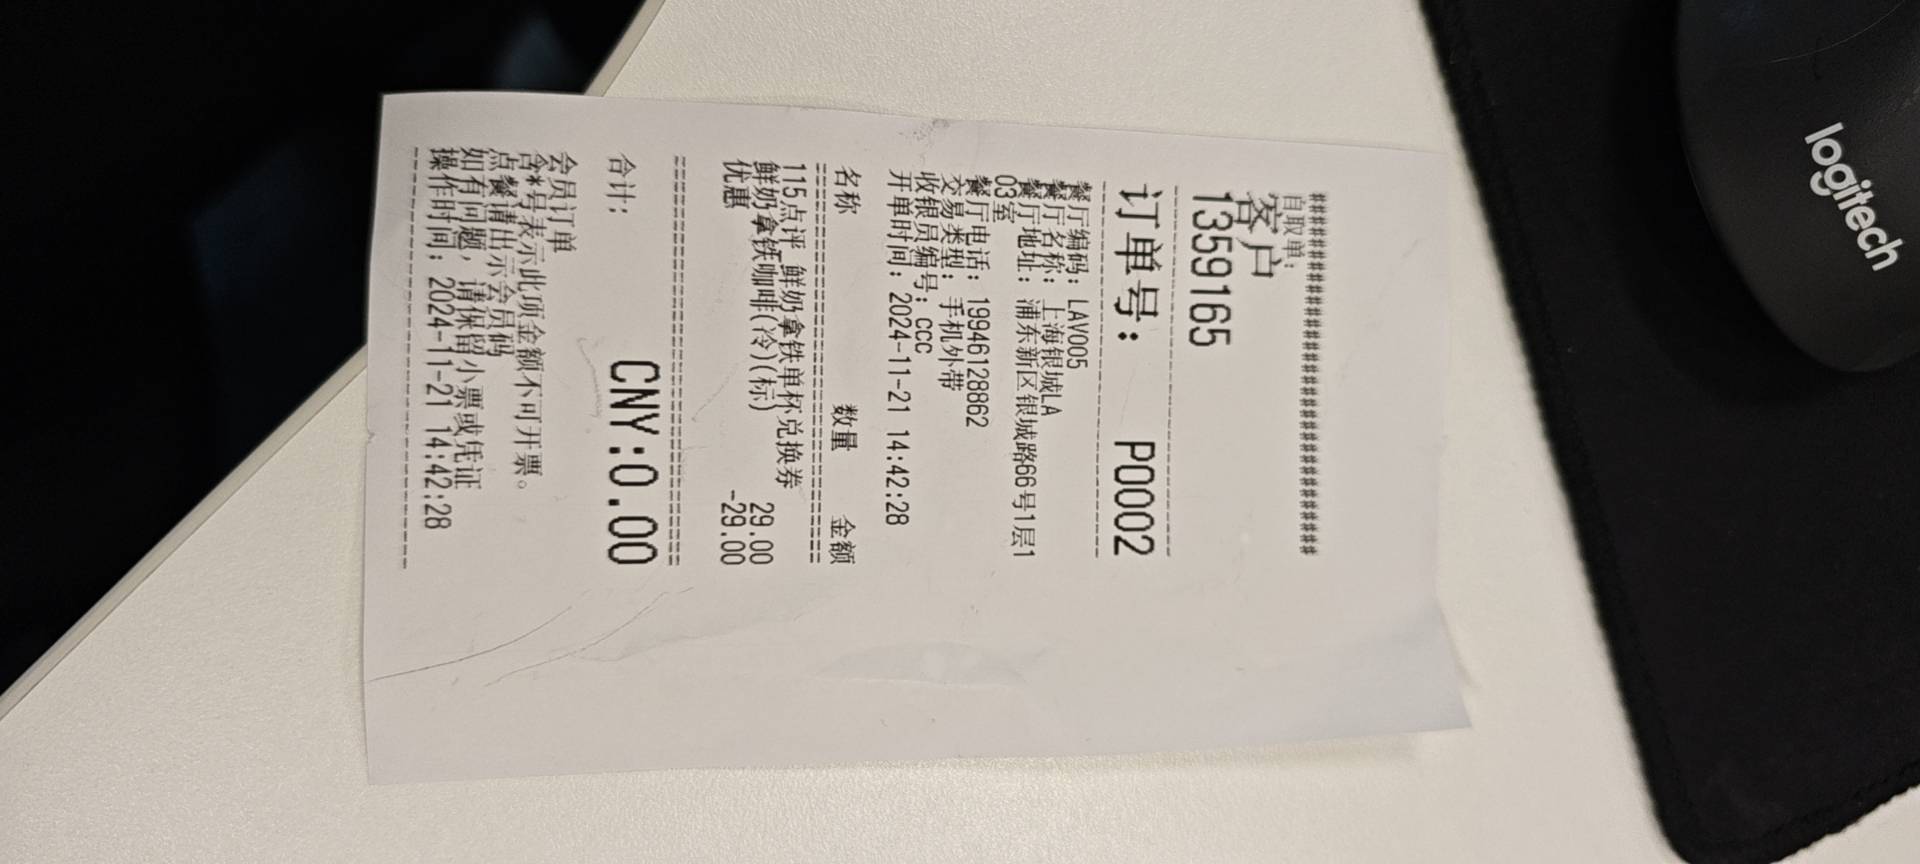 ########################################
自取单:
客户
1359165
----------------------------------------
订单号: P0002
----------------------------------------
餐厅编码: LAV005
餐厅名称: 上海银城LA
餐厅地址: 浦东新区银城路66号1层1
03室
餐厅电话: 19946128862
交易类型: 手机外带
收银员编号: CCC
开单时间: 2024-11-21 14:42:28
名称 数量 金额
========================================
115点评 鲜奶拿铁单杯兑换券
鲜奶拿铁咖啡(冷)(标) 29.00
优惠 -29.00
========================================
合计: CNY:0.00
会员订单
含*号表示此项金额不可开票。
点餐请出示会员码
如有问题, 请保留小票或凭证
操作时间: 2024-11-21 14:42:28
----------------------------------------
logitech